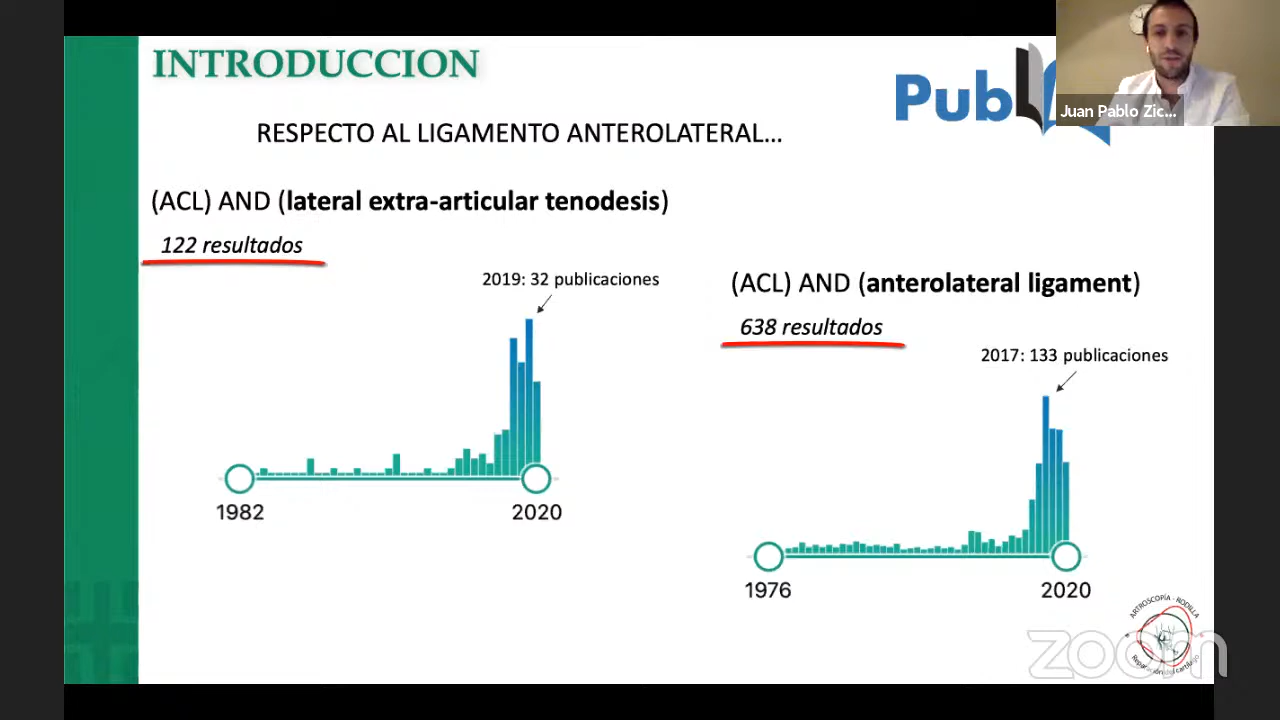 INTRODUCCION
Pub
Juan Pablo Zic...
RESPECTO AL LIGAMENTO ANTEROLATERAL...
(ACL) AND (lateral extra-articular tenodesis)
122 resultados
2019: 32 publicaciones
1982
2020
(ACL) AND (anterolateral ligament)
638 resultados
2017: 133 publicaciones
1976
2020
ARTROSCOPÍA - RODILLA
zoom